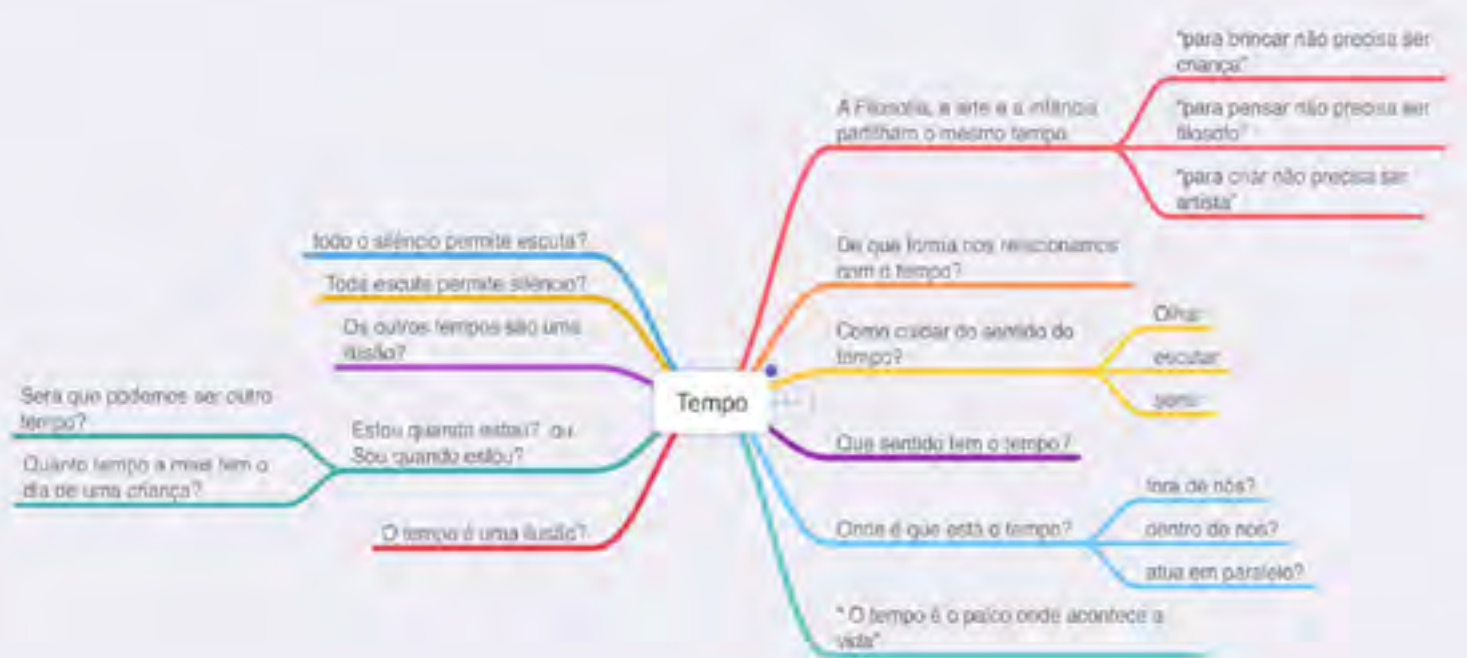 Tempo
A Filosofia, a arte e a infância
partilham o mesmo tempo
"para brincar não precisa ser
criança"
"para pensar não precisa ser
filosofo"
"para criar não precisa ser
artista"
De que forma nos relacionamos
com o tempo?
Como cuidar do sentido do
tempo?
Olhar
escutar
Que sentido tem o tempo?
Onde é que está o tempo?
fora de nós?
dentro de nós?
atua em paralelo?
" O tempo é o palco onde acontece a
vida"
todo o silêncio permite escuta?
Toda escuta permite silêncio?
Os outros tempos são uma
ilusão?
Estou quando estou? ou
Sou quando estou?
Será que podemos ser outro
tempo?
Quanto tempo a mais tem o
dia de uma criança?
O tempo é uma ilusão?